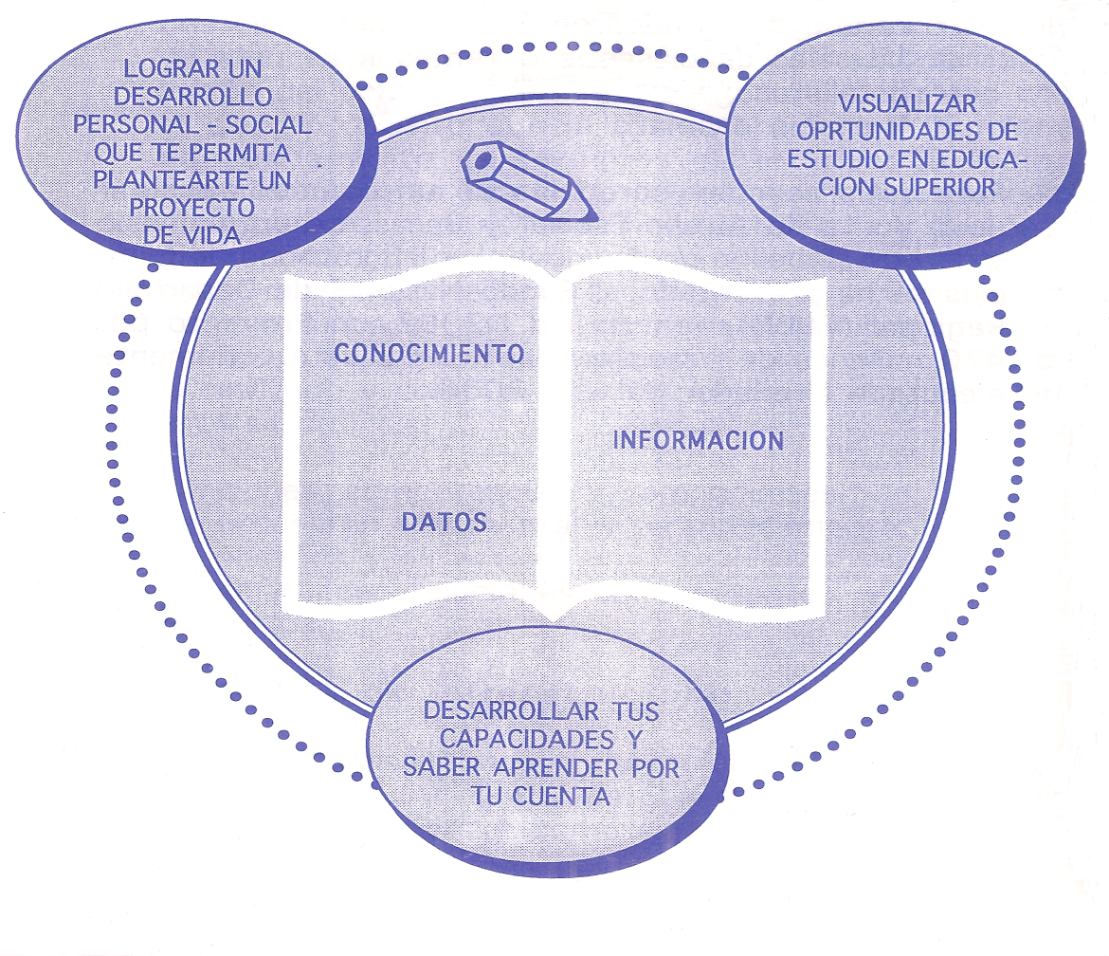 LOGRAR UN
DESARROLLO
PERSONAL - SOCIAL
QUE TE PERMITA
PLANTEARTE UN
PROYECTO
DE VIDA
VISUALIZAR
OPRTUNIDADES DE
ESTUDIO EN EDUCA-
CION SUPERIOR
CONOCIMIENTO
INFORMACION
DATOS
DESARROLLAR TUS
CAPACIDADES Y
SABER APRENDER POR
TU CUENTA